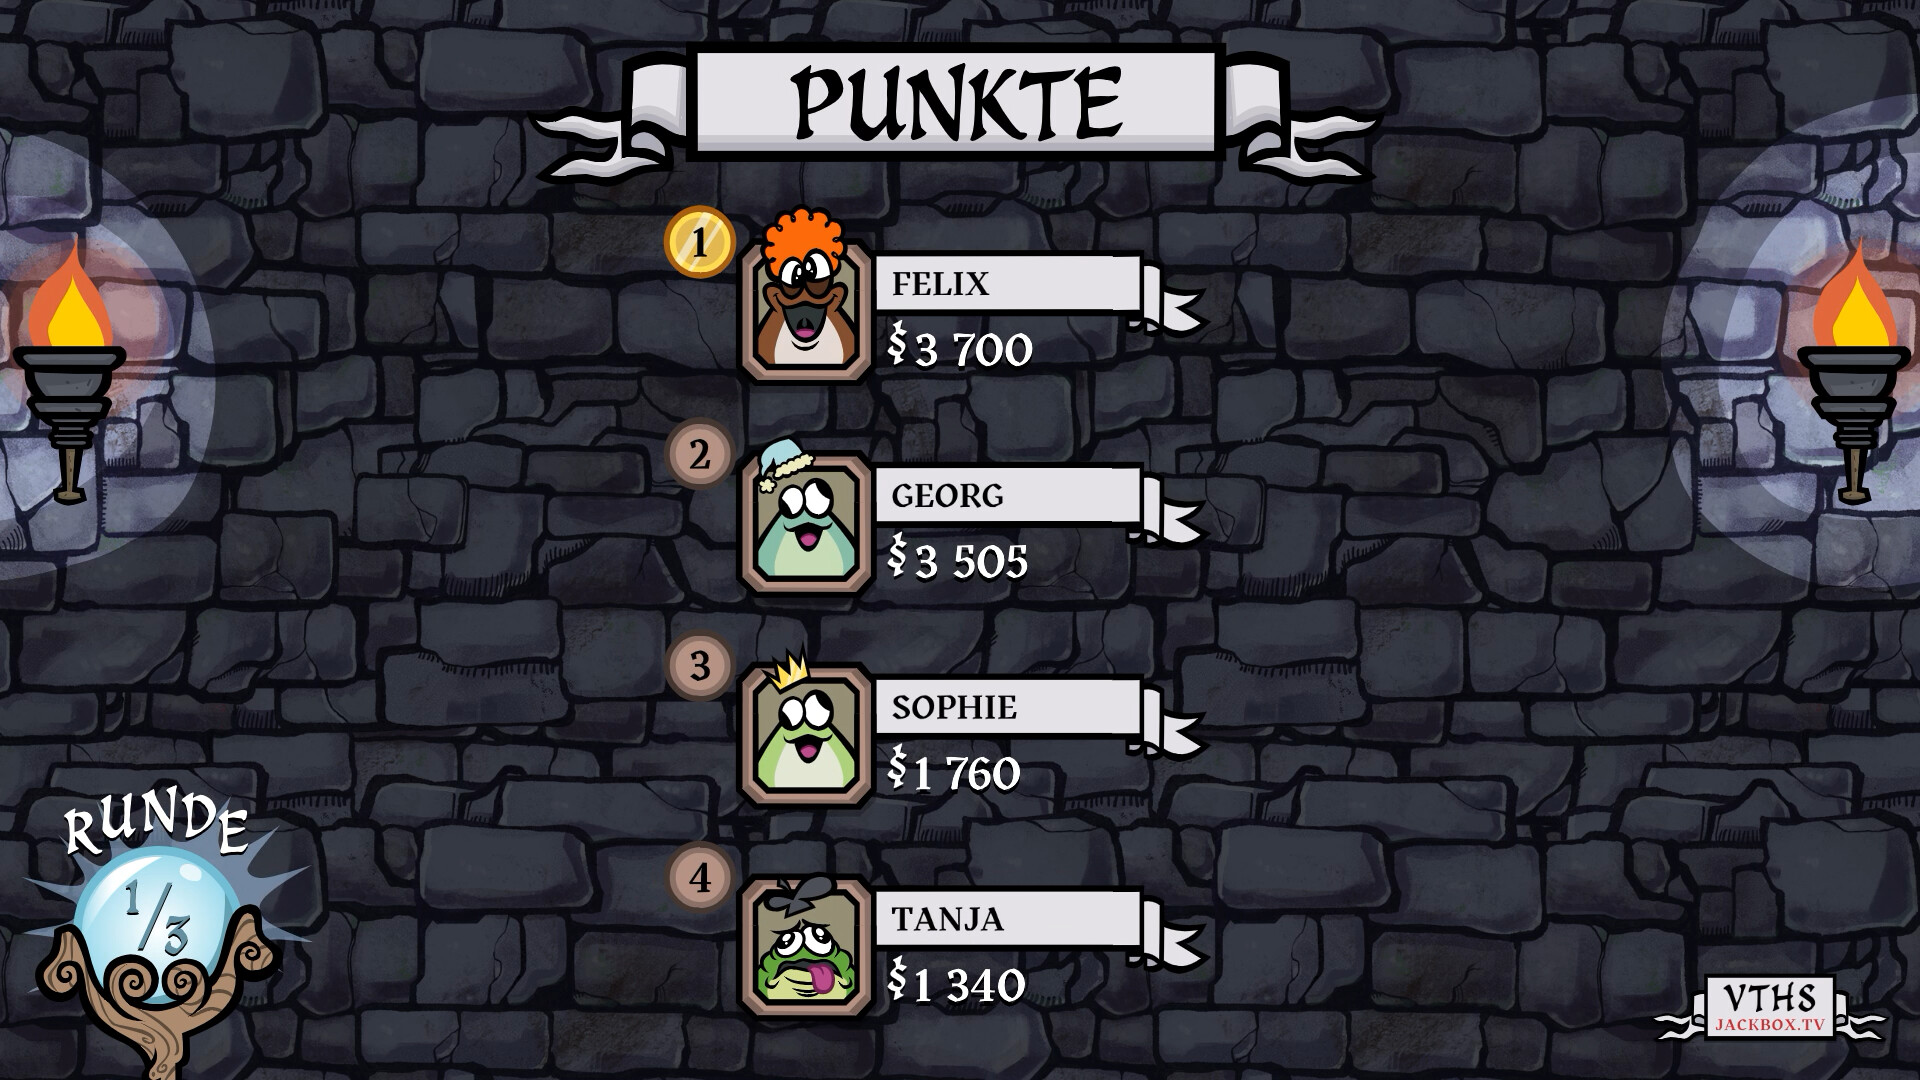 PUNKTE
1
FELIX
§3 700
2
GEORG
§3 505
3
SOPHIE
§1 760
4
TANJA
§1 340
RUNDE
1/3
VTHS
JACKBOX.TV